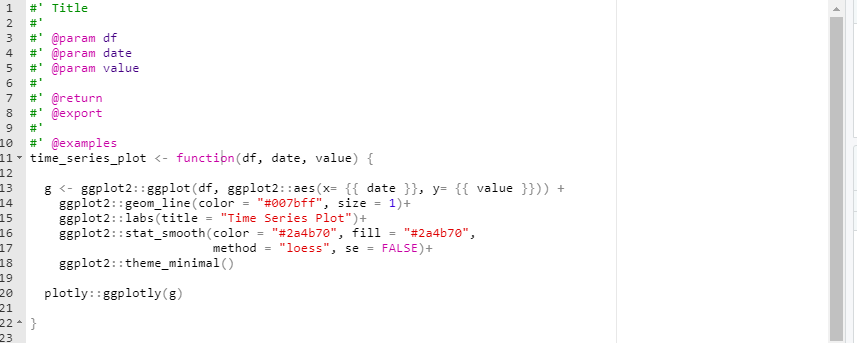 1 #' Title
2 #'
3 #' @param df
4 #' @param date
5 #' @param value
6 #'
7 #' @return
8 #' @export
9 #'
10 #' @examples
11 time_series_plot <- function(df, date, value) {
12
13   g <- ggplot2::ggplot(df, ggplot2::aes(x= {{ date }}, y= {{ value }})) +
14     ggplot2::geom_line(color = "#007bff", size = 1)+
15     ggplot2::labs(title = "Time Series Plot")+
16     ggplot2::stat_smooth(color = "#2a4b70", fill = "#2a4b70",
17                          method = "loess", se = FALSE)+
18     ggplot2::theme_minimal()
19
20   plotly::ggplotly(g)
21
22 }
23